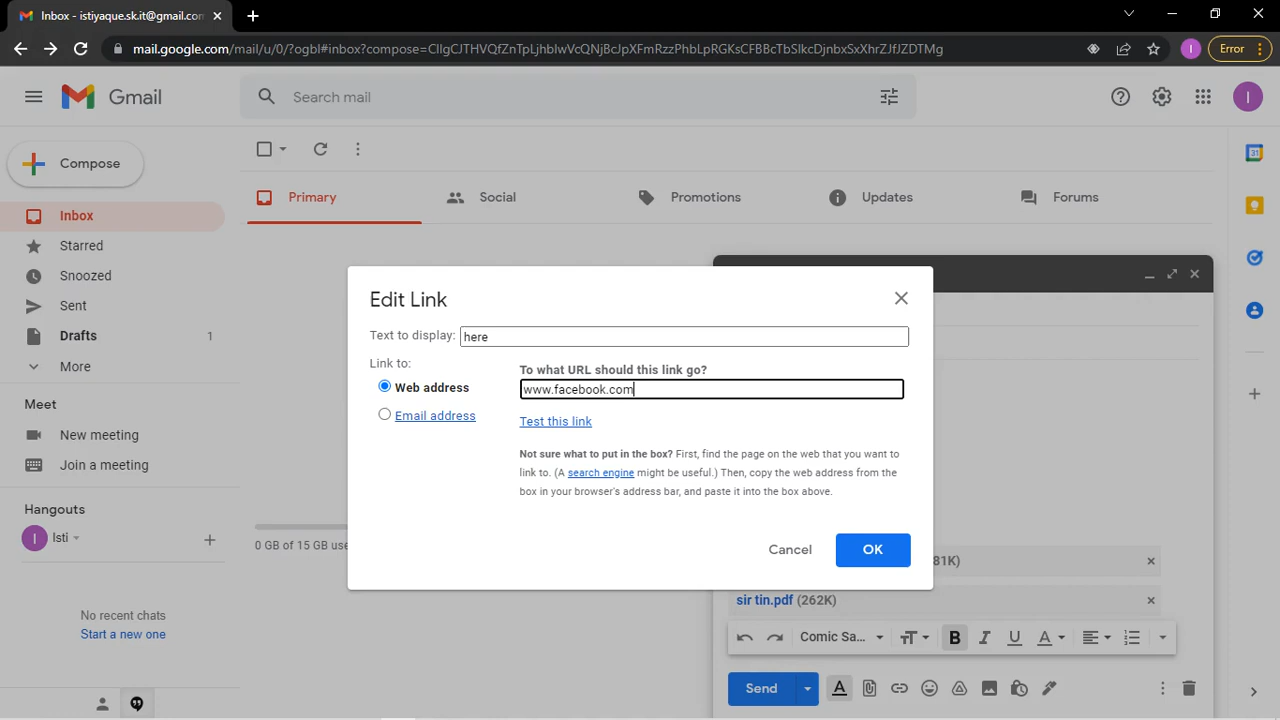 Inbox - istiyaque.sk.it@gmail.com
mail.google.com/mail/u/0/?ogbl#inbox?compose=CllgCJTHVQfZnTpLjhblwVcQNjBcJpXFmRzzPhbLpRGKsCFBBcTbSlkcDjnbxSxXhrZJfJfJZDTMg
I
Error
Gmail
Search mail
I
Compose
Primary
Social
Promotions
Updates
Forums
Inbox
Starred
Snoozed
Sent
Drafts 1
More
Meet
New meeting
Join a meeting
Hangouts
I Isti
No recent chats
Start a new one
0 GB of 15 GB use
Edit Link
Text to display: here
Link to:
Web address
Email address
To what URL should this link go?
www.facebook.com
Test this link
Not sure what to put in the box? First, find the page on the web that you want to
link to. (A search engine might be useful.) Then, copy the web address from the
box in your browser's address bar, and paste it into the box above.
Cancel
OK
81K)
sir tin.pdf (262K)
Comic Sa...
B I U A
Send
A
31